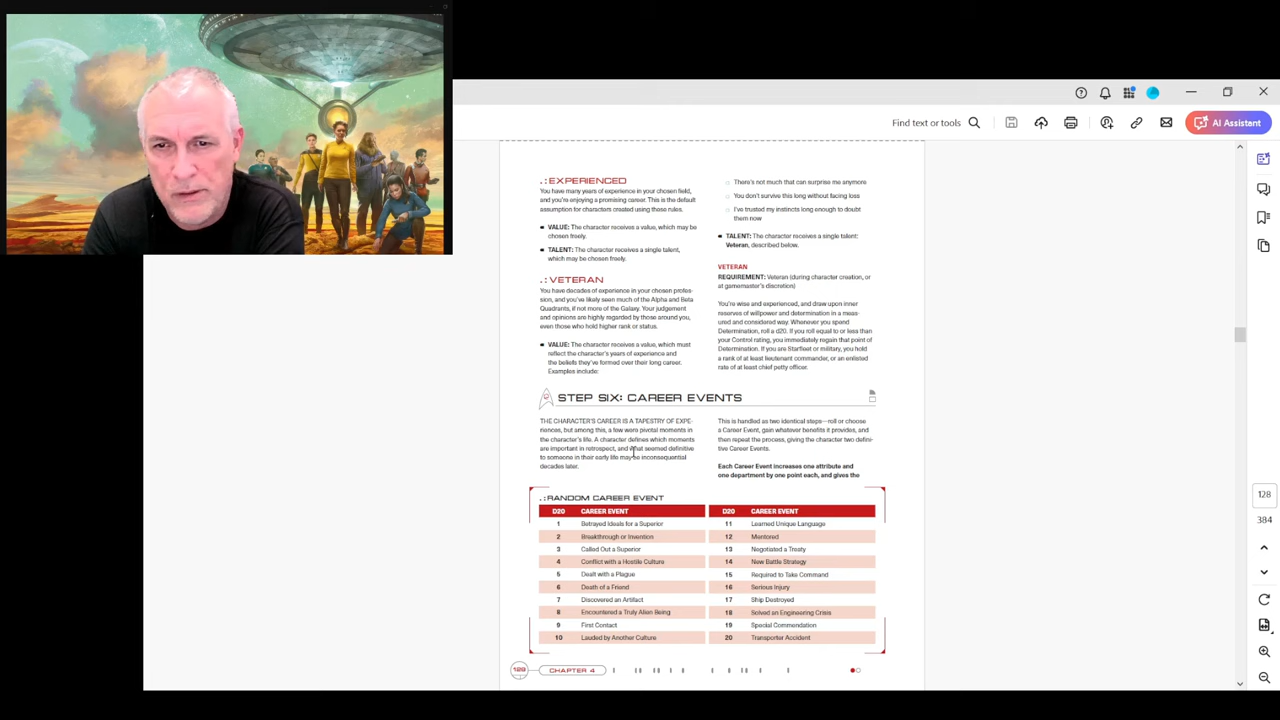 Find text or tools
AI Assistant
.:EXPERIENCED
You have many years of experience in your chosen field,
and you're enjoying a promising career. This is the default
assumption for characters created using these rules.
VALUE: The character receives a value, which may be
chosen freely.
TALENT: The character receives a single talent,
which may be chosen freely.
.:VETERAN
You have decades of experience in your chosen profes-
sion, and you've likely seen much of the Alpha and Beta
Quadrants, if not more of the Galaxy. Your judgement
and opinions are highly regarded by those around you,
even those who hold higher rank or status.
VALUE: The character receives a value, which must
reflect the character's years of experience and
the beliefs they've formed over their long career.
Examples include:
There's not much that can surprise me anymore
You don't survive this long without facing loss
I've trusted my instincts long enough to doubt
them now
TALENT: The character receives a single talent:
Veteran, described below.
VETERAN
REQUIREMENT: Veteran (during character creation, or
at gamemaster's discretion)
You're wise and experienced, and draw upon inner
reserves of willpower and determination in a meas-
ured and considered way. Whenever you spend
Determination, roll a d20. If you roll equal to or less than
your Control rating, you immediately regain that point of
Determination. If you are Starfleet or military, you hold
a rank of at least lieutenant commander, or an enlisted
rate of at least chief petty officer.
STEP SIX: CAREER EVENTS
THE CHARACTER'S CAREER IS A TAPESTRY OF EXPE-
riences, but among this, a few were pivotal moments in
the character's life. A character defines which moments
are important in retrospect, and what seemed definitive
to someone in their early life may be inconsequential
decades later.
This is handled as two identical steps—roll or choose
a Career Event, gain whatever benefits it provides, and
then repeat the process, giving the character two defini-
tive Career Events.
Each Career Event increases one attribute and
one department by one point each, and gives the
.:RANDOM CAREER EVENT
D20 CAREER EVENT D20 CAREER EVENT
1 Betrayed Ideals for a Superior 11 Learned Unique Language
2 Breakthrough or Invention 12 Mentored
3 Called Out a Superior 13 Negotiated a Treaty
4 Conflict with a Hostile Culture 14 New Battle Strategy
5 Dealt with a Plague 15 Required to Take Command
6 Death of a Friend 16 Serious Injury
7 Discovered an Artifact 17 Ship Destroyed
8 Encountered a Truly Alien Being 18 Solved an Engineering Crisis
9 First Contact 19 Special Commendation
10 Lauded by Another Culture 20 Transporter Accident
CHAPTER 4
128
384